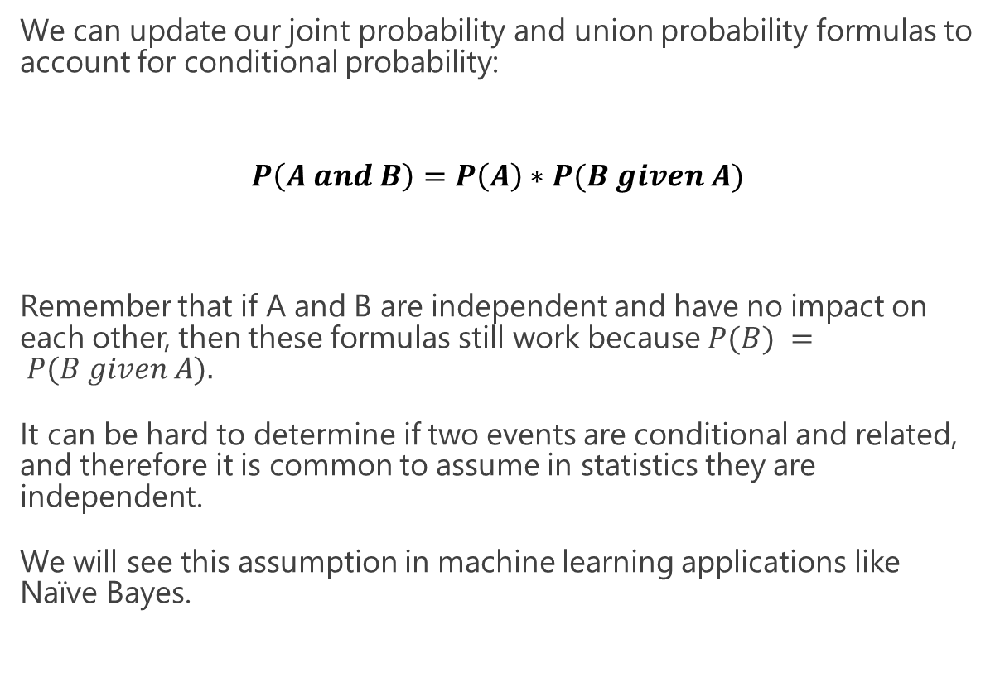 We can update our joint probability and union probability formulas to
account for conditional probability:
P(A and B) = P(A) ∗ P(B given A)
Remember that if A and B are independent and have no impact on
each other, then these formulas still work because P(B) =
P(B given A).
It can be hard to determine if two events are conditional and related,
and therefore it is common to assume in statistics they are
independent.
We will see this assumption in machine learning applications like
Naïve Bayes.